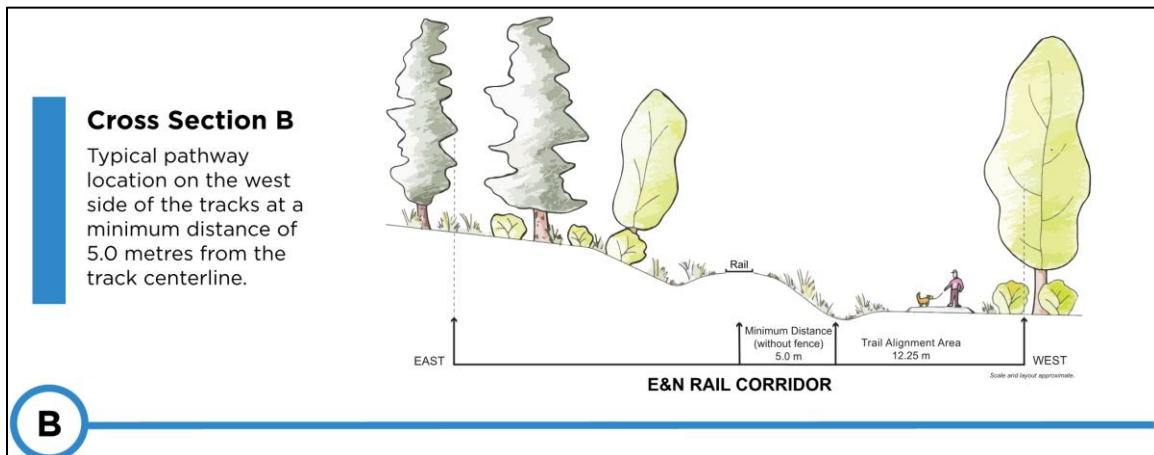 Cross Section B
Typical pathway
location on the west
side of the tracks at a
minimum distance of
5.0 metres from the
track centerline.
Rail
Minimum Distance
(without fence)
5.0 m
Trail Alignment Area
12.25 m
EAST
WEST
Scale and layout approximate.
E&N RAIL CORRIDOR
B